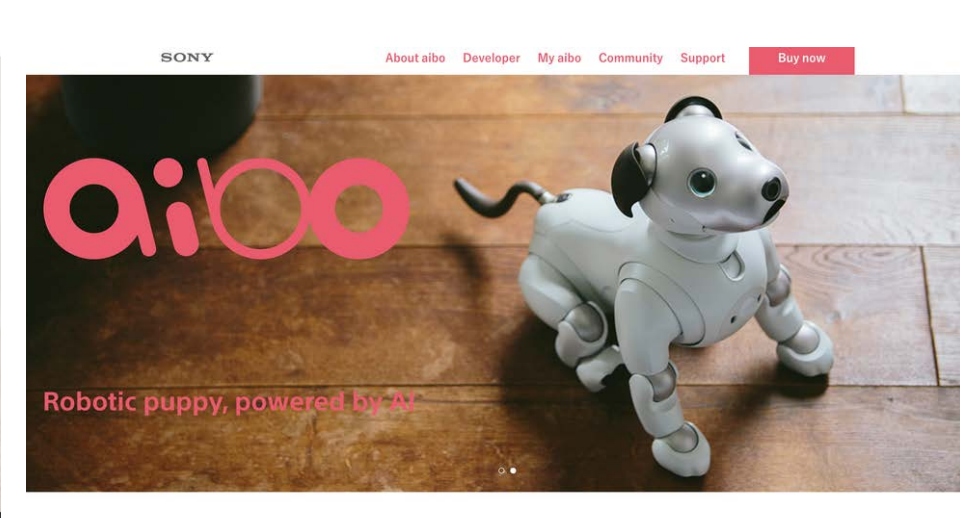 SONY
About aibo Developer My aibo Community Support Buy now
aibo
Robotic puppy, powered by AI